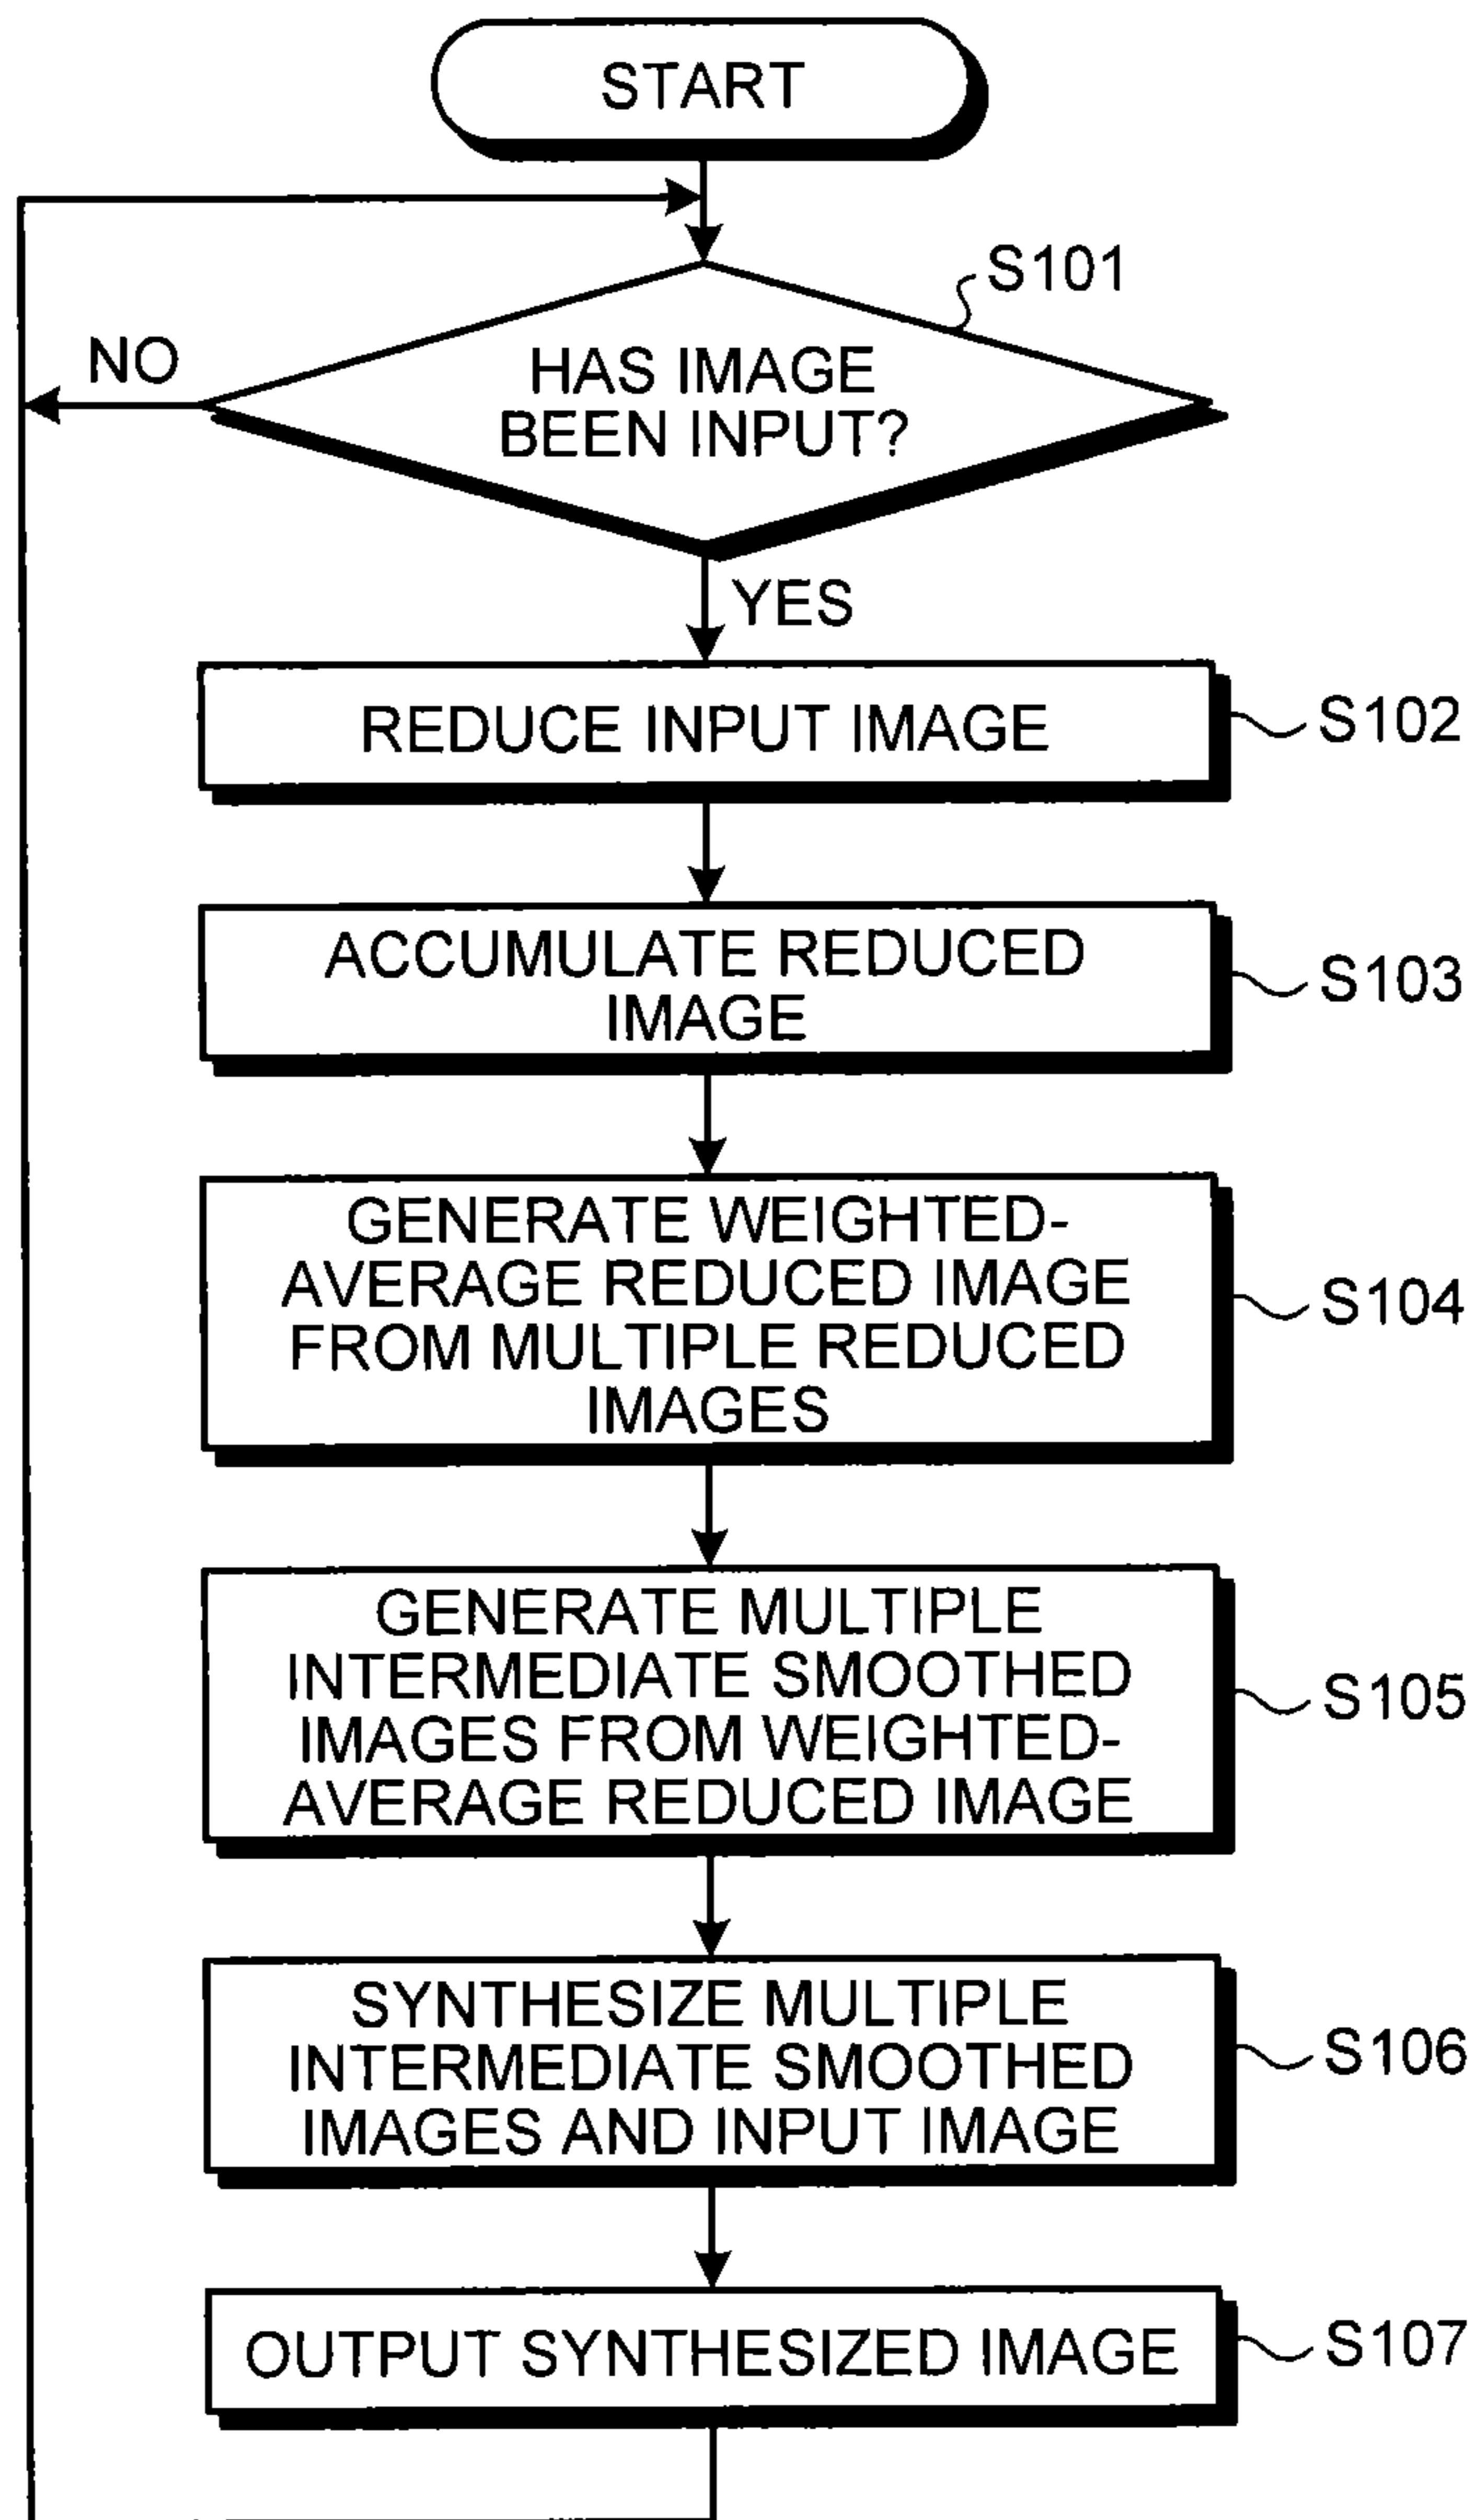 START
S101
HAS IMAGE
BEEN INPUT?
NO
YES
REDUCE INPUT IMAGE
S102
ACCUMULATE REDUCED
IMAGE
S103
GENERATE WEIGHTED-
AVERAGE REDUCED IMAGE
FROM MULTIPLE REDUCED
IMAGES
S104
GENERATE MULTIPLE
INTERMEDIATE SMOOTHED
IMAGES FROM WEIGHTED-
AVERAGE REDUCED IMAGE
S105
SYNTHESIZE MULTIPLE
INTERMEDIATE SMOOTHED
IMAGES AND INPUT IMAGE
S106
OUTPUT SYNTHESIZED IMAGE
S107